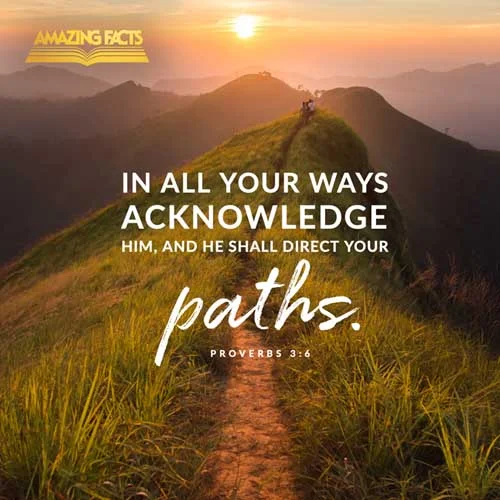 AMAZING FACTS
IN ALL YOUR WAYS
ACKNOWLEDGE
HIM, AND HE SHALL DIRECT YOUR
paths.
PROVERBS 3:6